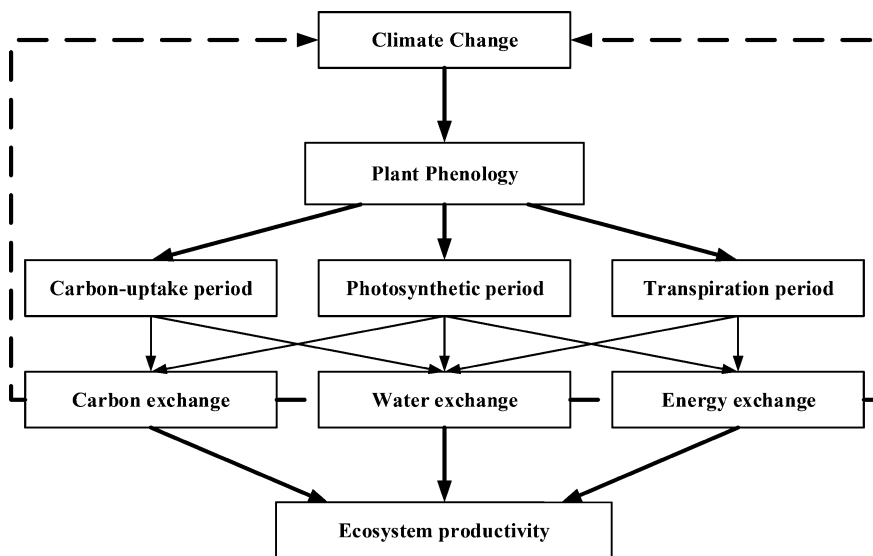 Climate Change
Plant Phenology
Carbon-uptake period
Photosynthetic period
Transpiration period
Carbon exchange
Water exchange
Energy exchange
Ecosystem productivity